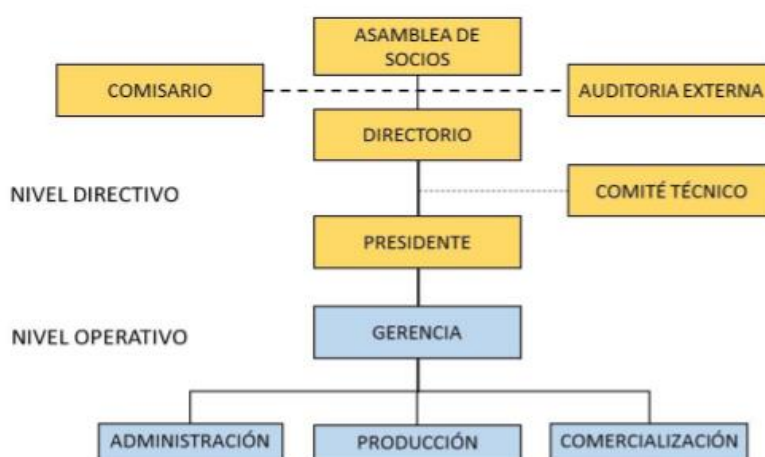 ASAMBLEA DE
SOCIOS
COMISARIO
AUDITORIA EXTERNA
DIRECTORIO
NIVEL DIRECTIVO
COMITÉ TÉCNICO
PRESIDENTE
NIVEL OPERATIVO
GERENCIA
ADMINISTRACIÓN
PRODUCCIÓN
COMERCIALIZACIÓN